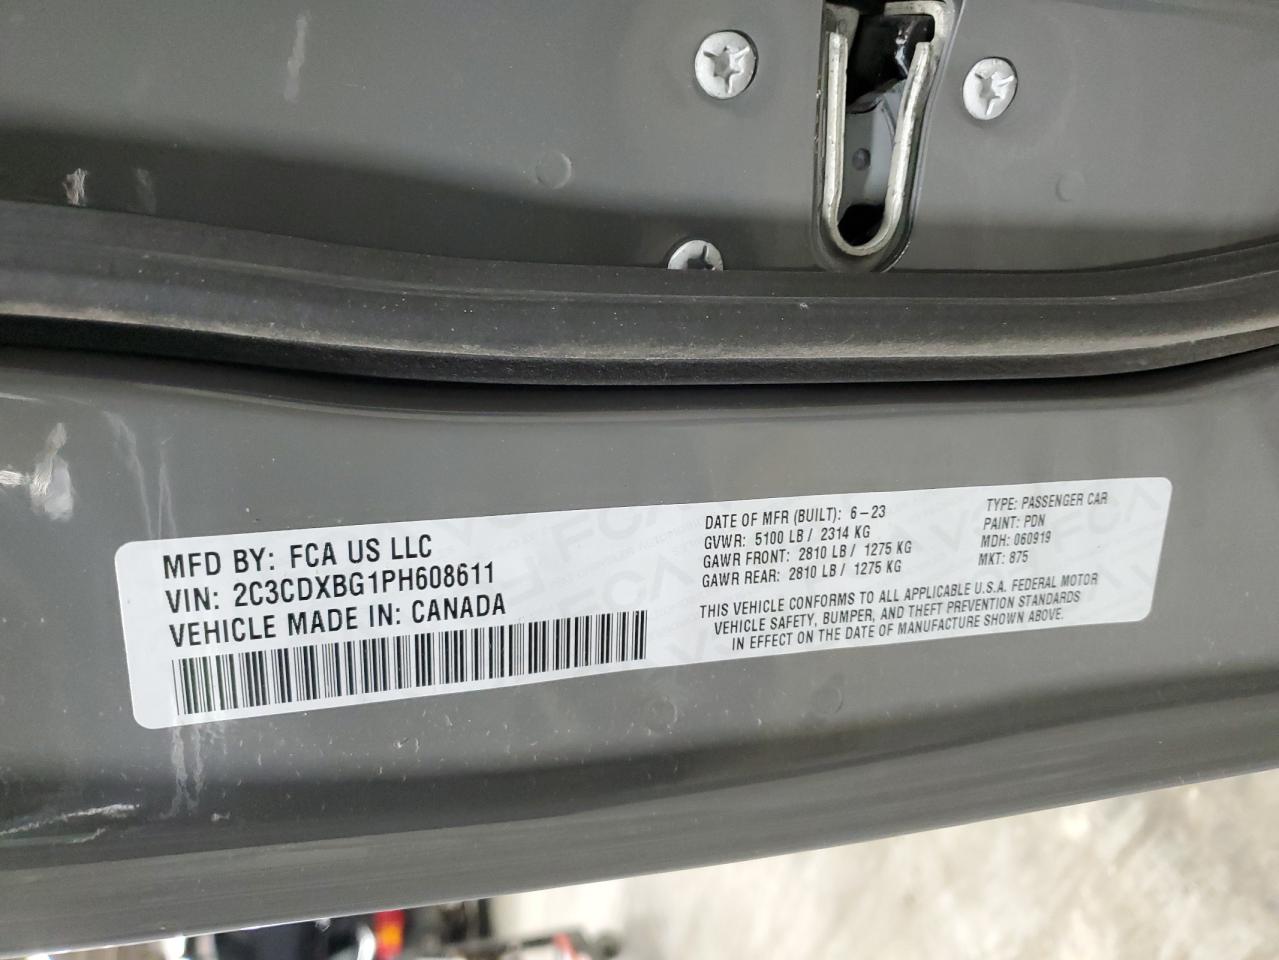 MFD BY: FCA US LLC
VIN: 2C3CDXBG1PH608611
VEHICLE MADE IN: CANADA
DATE OF MFR (BUILT): 6-23
GVWR: 5100 LB / 2314 KG
GAWR FRONT: 2810 LB / 1275 KG
GAWR REAR: 2810 LB / 1275 KG
TYPE: PASSENGER CAR
PAINT: PDN
MDH: 060919
MKT: 875
THIS VEHICLE CONFORMS TO ALL APPLICABLE U.S.A. FEDERAL MOTOR
VEHICLE SAFETY, BUMPER, AND THEFT PREVENTION STANDARDS
IN EFFECT ON THE DATE OF MANUFACTURE SHOWN ABOVE.